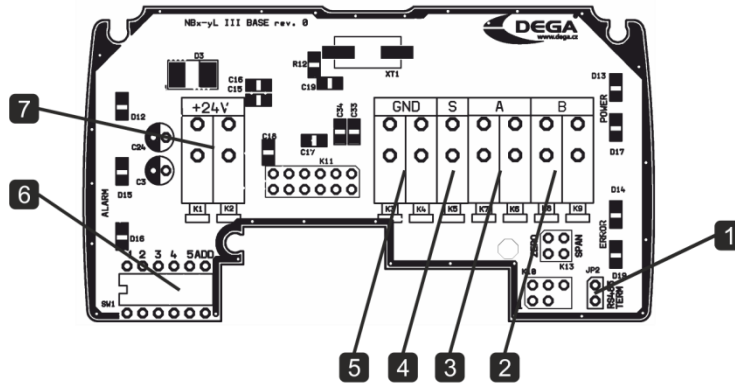 NBx-yL III BASE rev. 0
DEGA
www.dega.cz
D3
R12
XT1
C16
C15
C19
D13
POWER
D17
7
+24V
GND
S
A
B
D12
C24
C34
C33
C17
C18
K11
C3
D15
ALARM
6
K1
K2
K3
K4
K5
K7
K6
K8
K9
D14
ERROR
D16
1 2 3 4 5ADD
ZERO
SPAN
K13
K10
D19
JP2
RS485
TERM
1
SW1
5
4
3
2